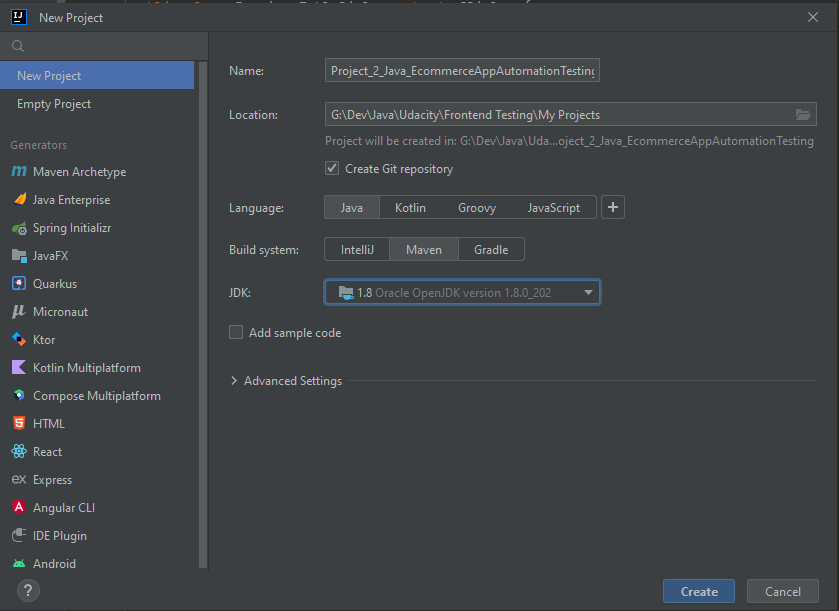 New Project
New Project
Empty Project
Generators
Maven Archetype
Java Enterprise
Spring Initializr
JavaFX
Quarkus
Micronaut
Ktor
Kotlin Multiplatform
Compose Multiplatform
HTML
React
ex Express
Angular CLI
IDE Plugin
Android
?
Name: Project_2_Java_EcommerceAppAutomationTesting
Location: G:\Dev\Java\Udacity\Frontend Testing\My Projects
Project will be created in: G:\Dev\Java\Uda...oject_2_Java_EcommerceAppAutomationTesting
Create Git repository
Language: Java Kotlin Groovy JavaScript +
Build system: IntelliJ Maven Gradle
JDK: 1.8 Oracle OpenJDK version 1.8.0_202
Add sample code
Advanced Settings
Create Cancel